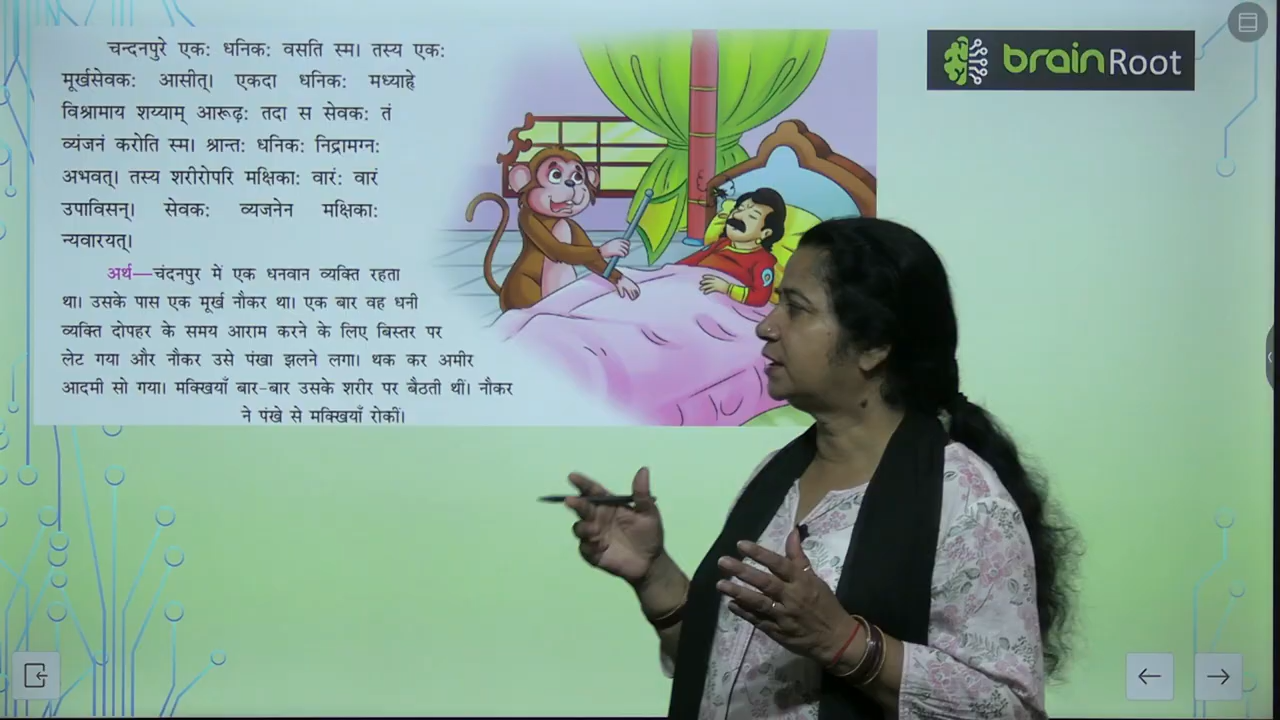 चन्दनपुरे एकः धनिकः वसति स्म। तस्य एकः
मूर्खसेवकः आसीत्। एकदा धनिकः मध्याहे
विश्रामाय शय्याम् आरूढ़ः तदा स सेवकः तं
व्यंजनं करोति स्म। श्रान्तः धनिकः निद्रामग्नः
अभवत्। तस्य शरीरोपरि मक्षिकाः वारंः वारं
उपाविसन्। सेवकः व्यजनेन मक्षिकाः
न्यवारयत्।
अर्थ—चंदनपुर में एक धनवान व्यक्ति रहता
था। उसके पास एक मूर्ख नौकर था। एक बार वह धनी
व्यक्ति दोपहर के समय आराम करने के लिए बिस्तर पर
लेट गया और नौकर उसे पंखा झलने लगा। थक कर अमीर
आदमी सो गया। मक्खियाँ बार-बार उसके शरीर पर बैठती थीं। नौकर
ने पंखे से मक्खियाँ रोकीं।
brainRoot